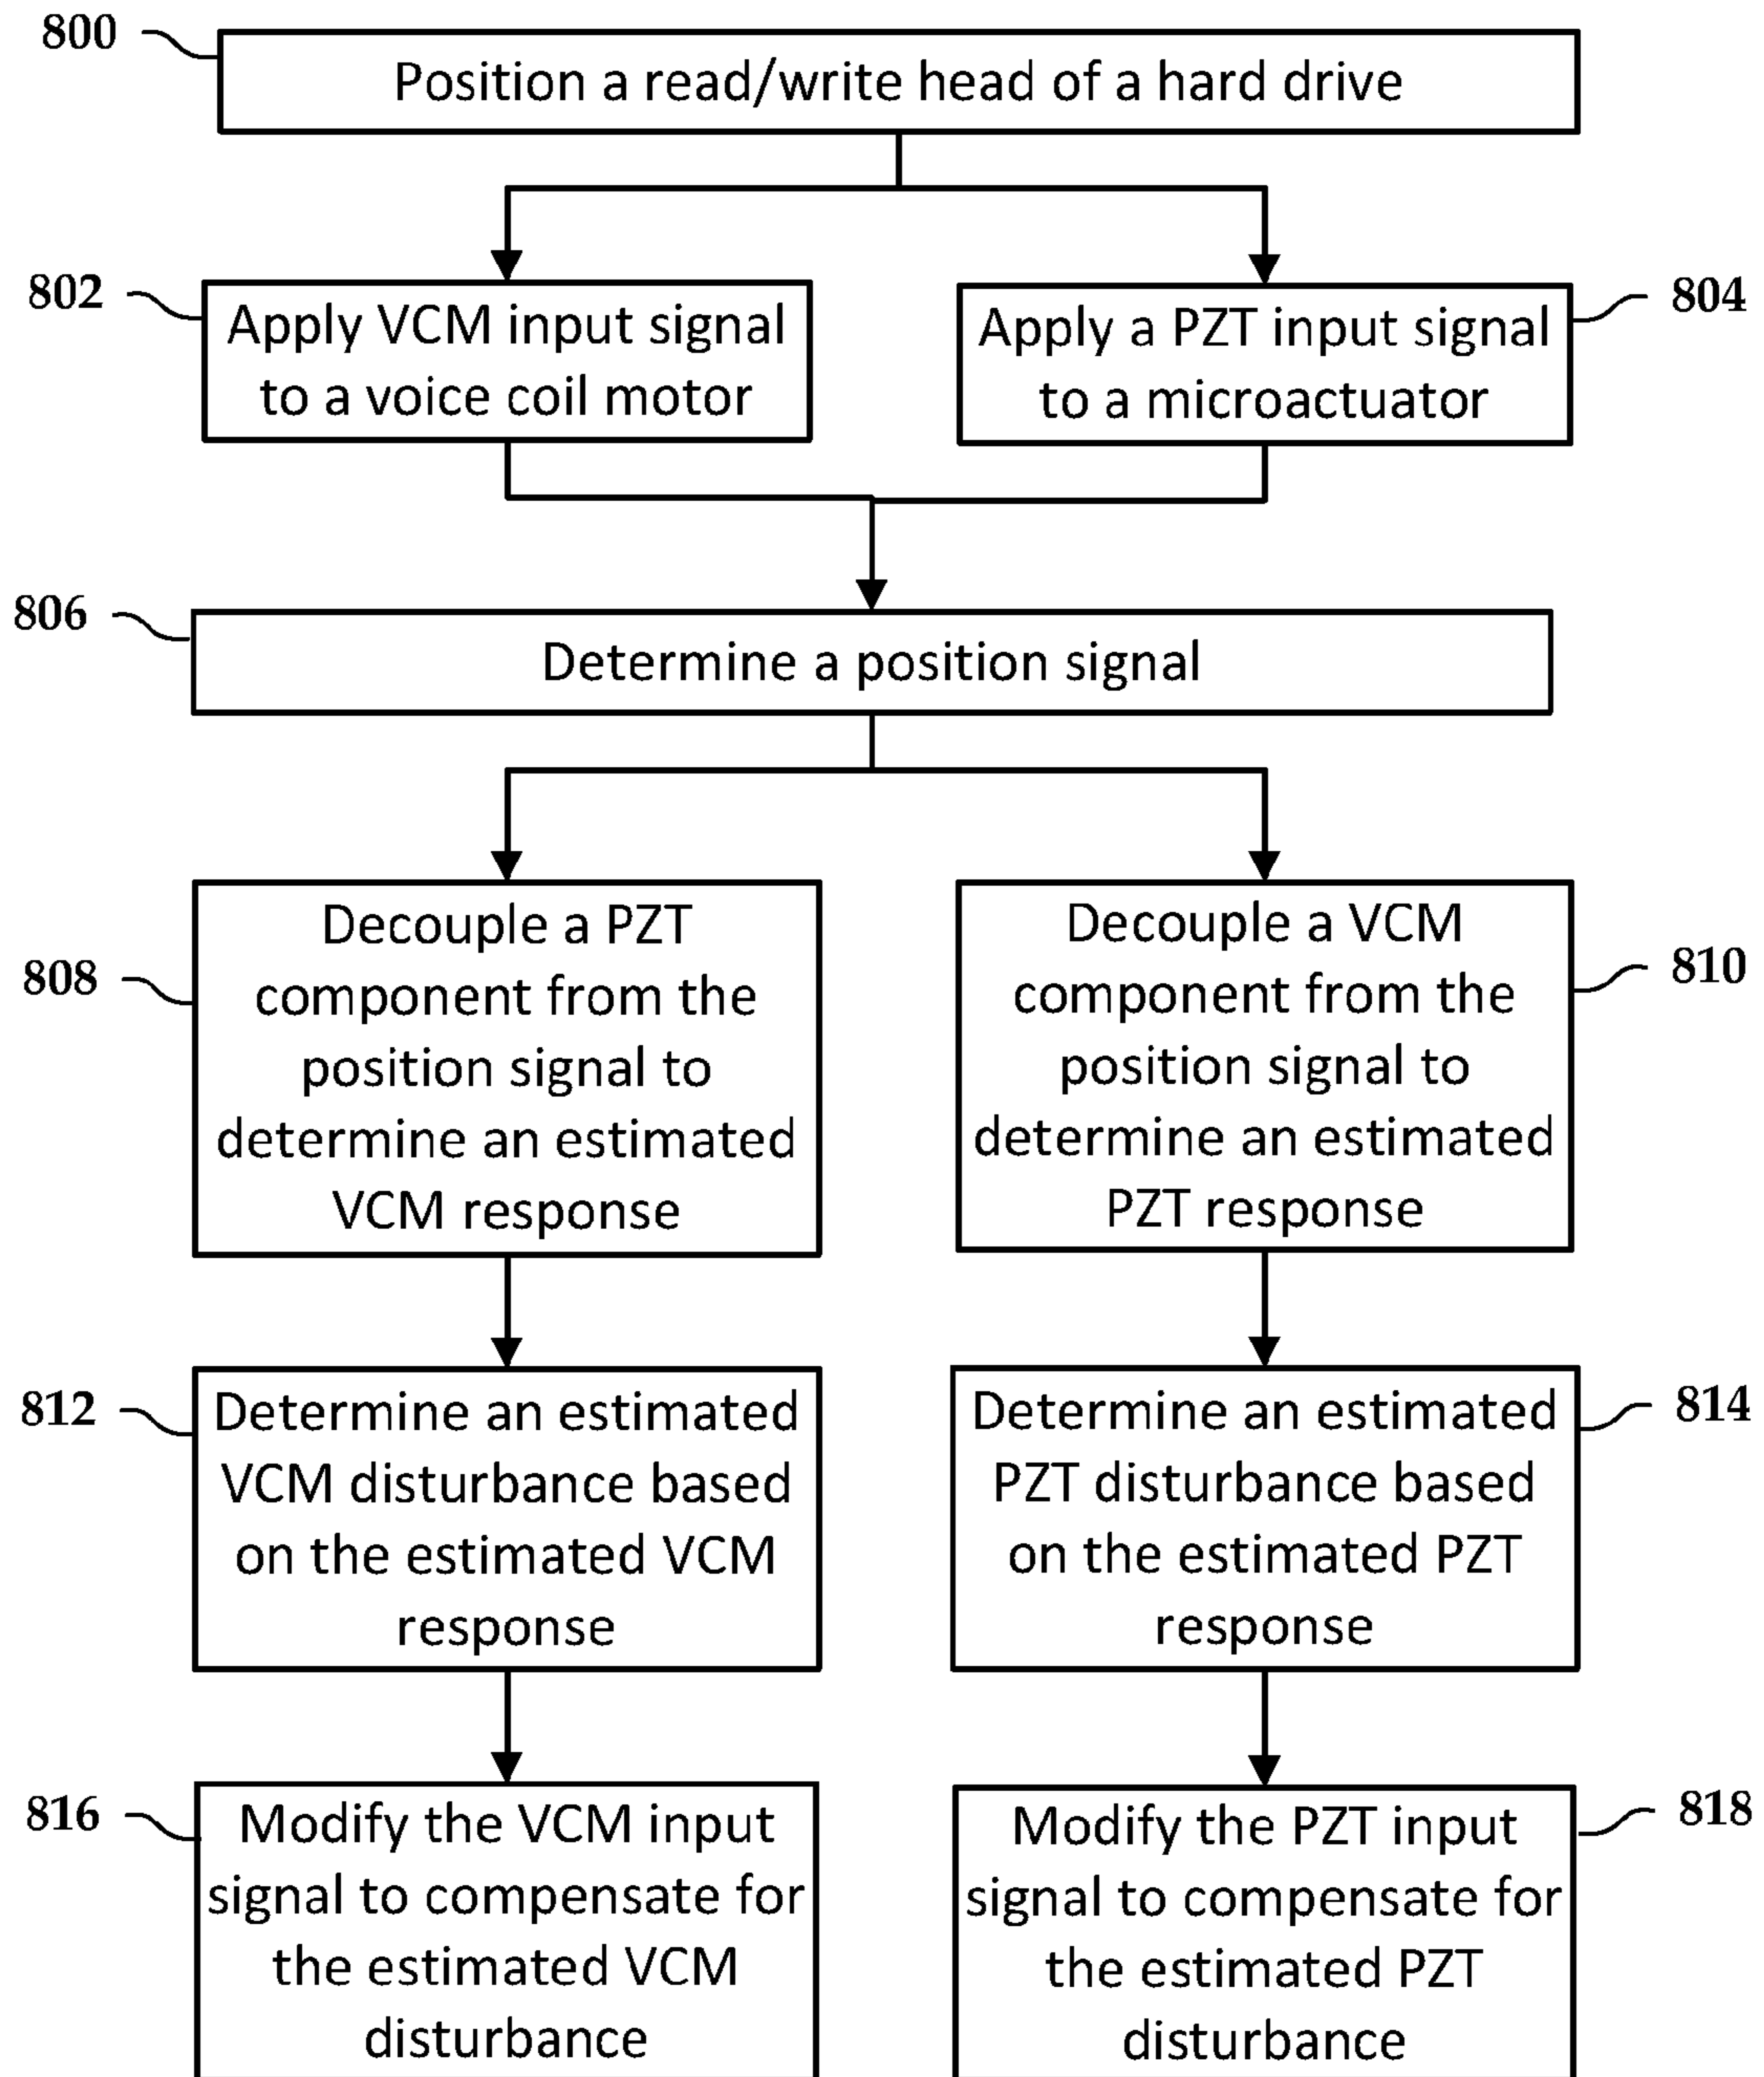 800
Position a read/write head of a hard drive
802
Apply VCM input signal
to a voice coil motor
804
Apply a PZT input signal
to a microactuator
806
Determine a position signal
808
Decouple a PZT
component from the
position signal to
determine an estimated
VCM response
810
Decouple a VCM
component from the
position signal to
determine an estimated
PZT response
812
Determine an estimated
VCM disturbance based
on the estimated VCM
response
814
Determine an estimated
PZT disturbance based
on the estimated PZT
response
816
Modify the VCM input
signal to compensate for
the estimated VCM
disturbance
818
Modify the PZT input
signal to compensate for
the estimated PZT
disturbance